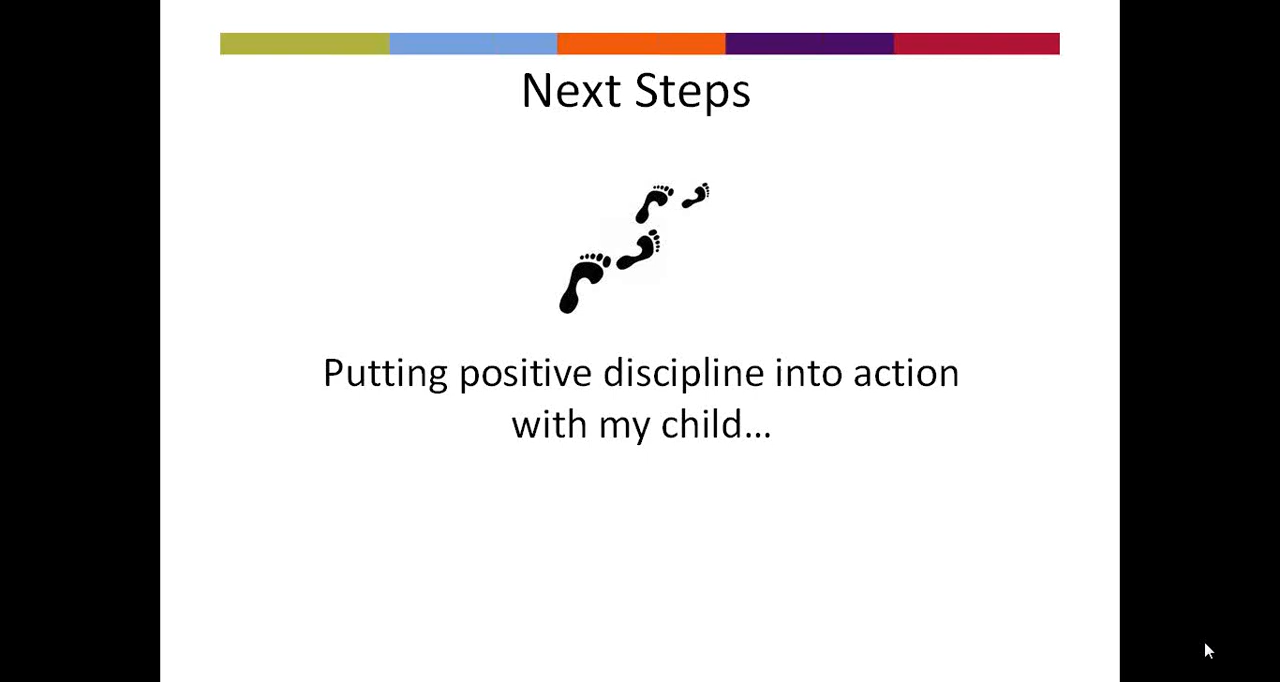 Next Steps
Putting positive discipline into action
with my child...